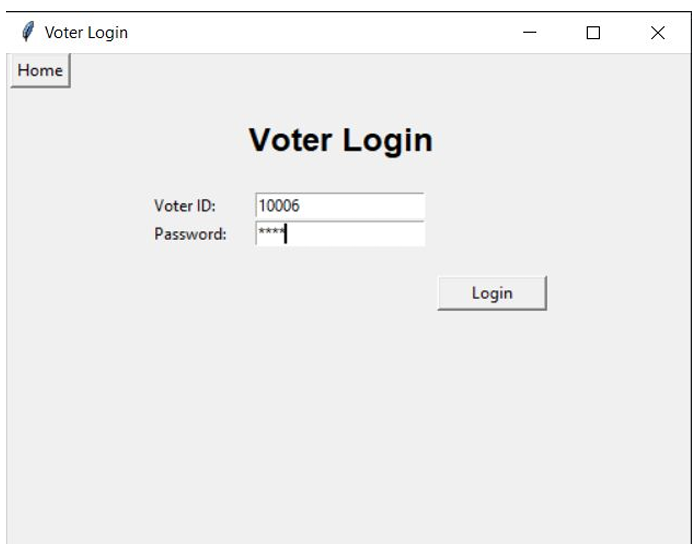 Voter Login
Home
Voter Login
Voter ID: 10006
Password: ****
Login